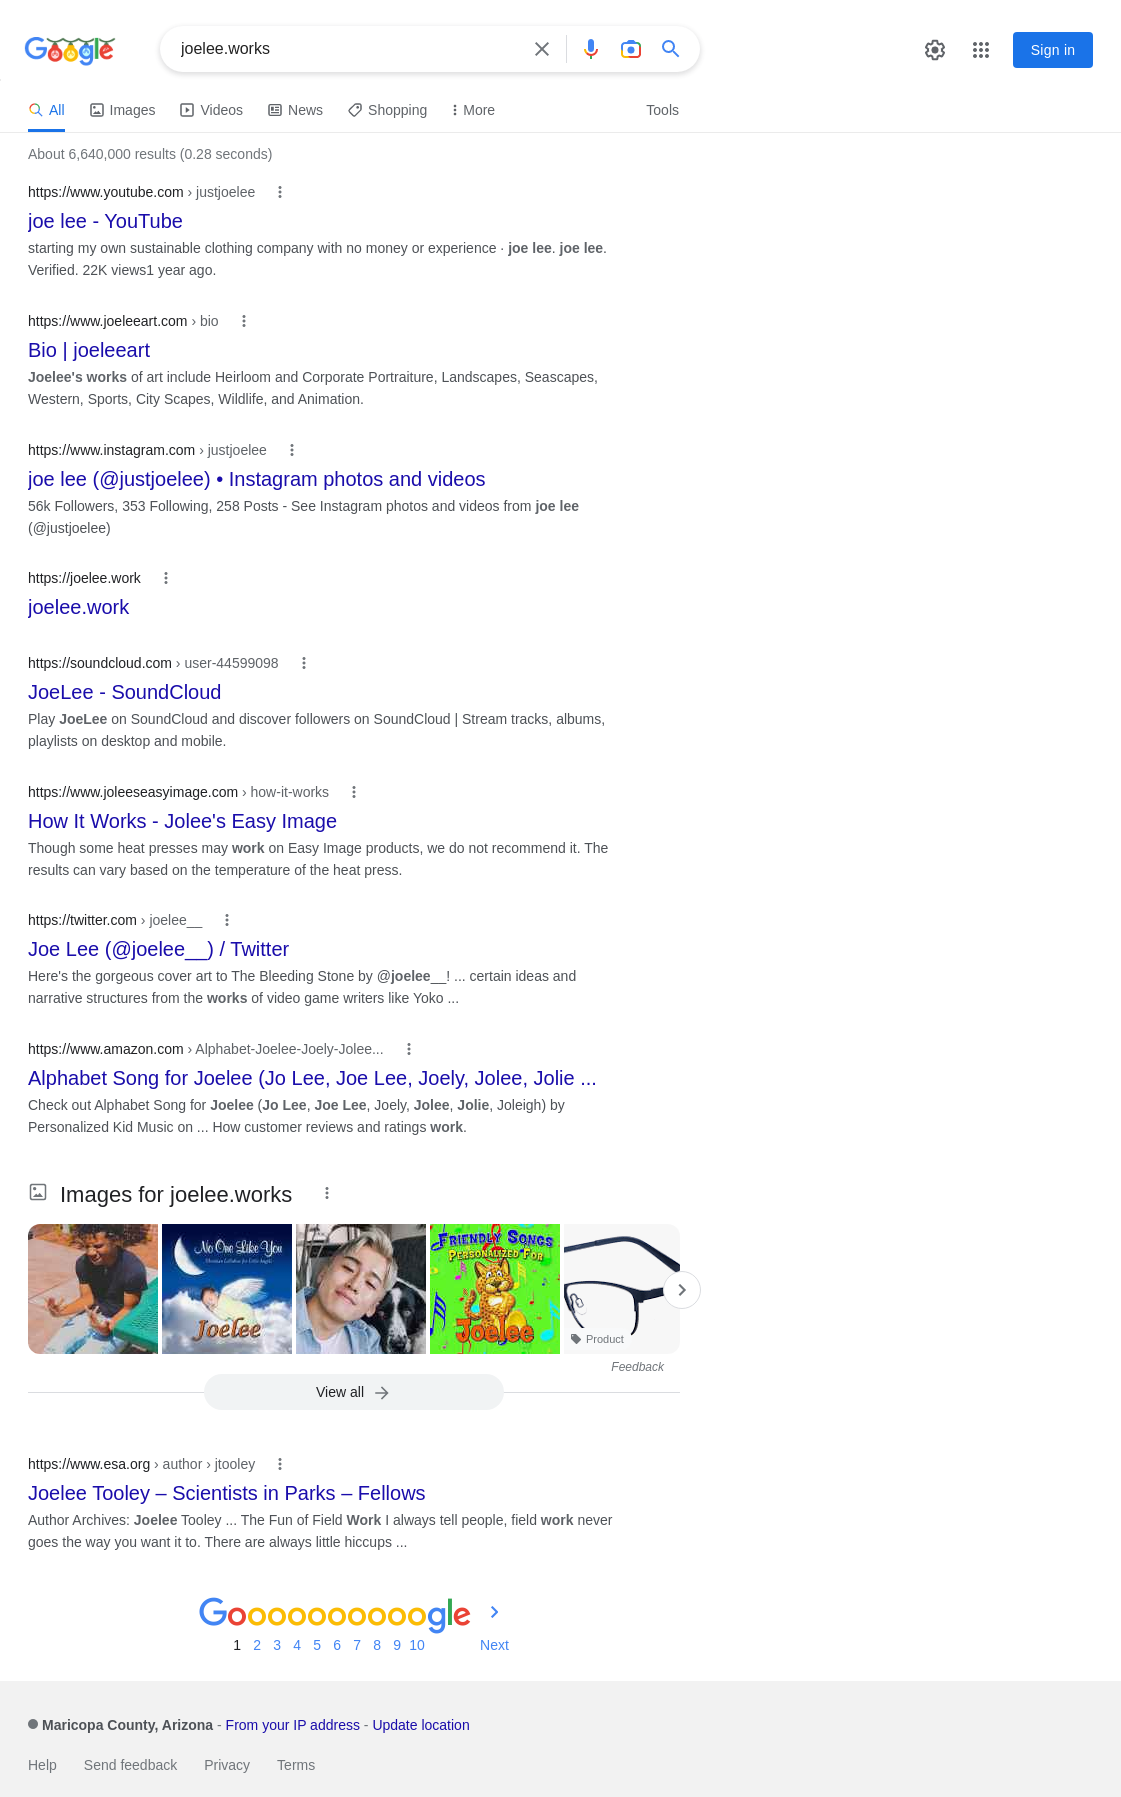 Google
joelee.works
Sign in
All Images Videos News Shopping More Tools
About 6,640,000 results (0.28 seconds)
https://www.youtube.com › justjoelee
joe lee - YouTube
starting my own sustainable clothing company with no money or experience · joe lee. joe lee.
Verified. 22K views1 year ago.
https://www.joeleeart.com › bio
Bio | joeleeart
Joelee's works of art include Heirloom and Corporate Portraiture, Landscapes, Seascapes,
Western, Sports, City Scapes, Wildlife, and Animation.
https://www.instagram.com › justjoelee
joe lee (@justjoelee) • Instagram photos and videos
56k Followers, 353 Following, 258 Posts - See Instagram photos and videos from joe lee
(@justjoelee)
https://joelee.work
joelee.work
https://soundcloud.com › user-44599098
JoeLee - SoundCloud
Play JoeLee on SoundCloud and discover followers on SoundCloud | Stream tracks, albums,
playlists on desktop and mobile.
https://www.joleeseasyimage.com › how-it-works
How It Works - Jolee's Easy Image
Though some heat presses may work on Easy Image products, we do not recommend it. The
results can vary based on the temperature of the heat press.
https://twitter.com › joelee__
Joe Lee (@joelee__) / Twitter
Here's the gorgeous cover art to The Bleeding Stone by @joelee__! ... certain ideas and
narrative structures from the works of video game writers like Yoko ...
https://www.amazon.com › Alphabet-Joelee-Joely-Jolee...
Alphabet Song for Joelee (Jo Lee, Joe Lee, Joely, Jolee, Jolie ...
Check out Alphabet Song for Joelee (Jo Lee, Joe Lee, Joely, Jolee, Jolie, Joleigh) by
Personalized Kid Music on ... How customer reviews and ratings work.
Images for joelee.works
No One Like You
Christian Lullabies for Little Angels
Joelee
FRIENDLY SONGS
PERSONALIZED FOR
Joelee
Product
Feedback
View all
https://www.esa.org › author › jtooley
Joelee Tooley – Scientists in Parks – Fellows
Author Archives: Joelee Tooley ... The Fun of Field Work I always tell people, field work never
goes the way you want it to. There are always little hiccups ...
Goooooooooogle
1 2 3 4 5 6 7 8 9 10 Next
Maricopa County, Arizona - From your IP address - Update location
Help Send feedback Privacy Terms